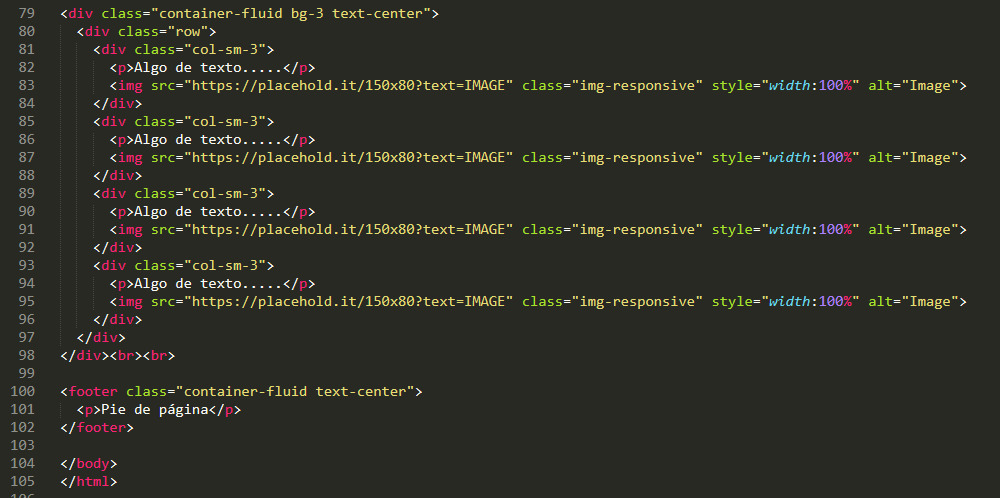 79 <div class="container-fluid bg-3 text-center">
80   <div class="row">
81     <div class="col-sm-3">
82       <p>Algo de texto.....</p>
83       <img src="https://placehold.it/150x80?text=IMAGE" class="img-responsive" style="width:100%" alt="Image">
84     </div>
85     <div class="col-sm-3">
86       <p>Algo de texto.....</p>
87       <img src="https://placehold.it/150x80?text=IMAGE" class="img-responsive" style="width:100%" alt="Image">
88     </div>
89     <div class="col-sm-3">
90       <p>Algo de texto.....</p>
91       <img src="https://placehold.it/150x80?text=IMAGE" class="img-responsive" style="width:100%" alt="Image">
92     </div>
93     <div class="col-sm-3">
94       <p>Algo de texto.....</p>
95       <img src="https://placehold.it/150x80?text=IMAGE" class="img-responsive" style="width:100%" alt="Image">
96     </div>
97   </div>
98 </div><br><br>
99
100 <footer class="container-fluid text-center">
101   <p>Pie de página</p>
102 </footer>
103
104 </body>
105 </html>
106